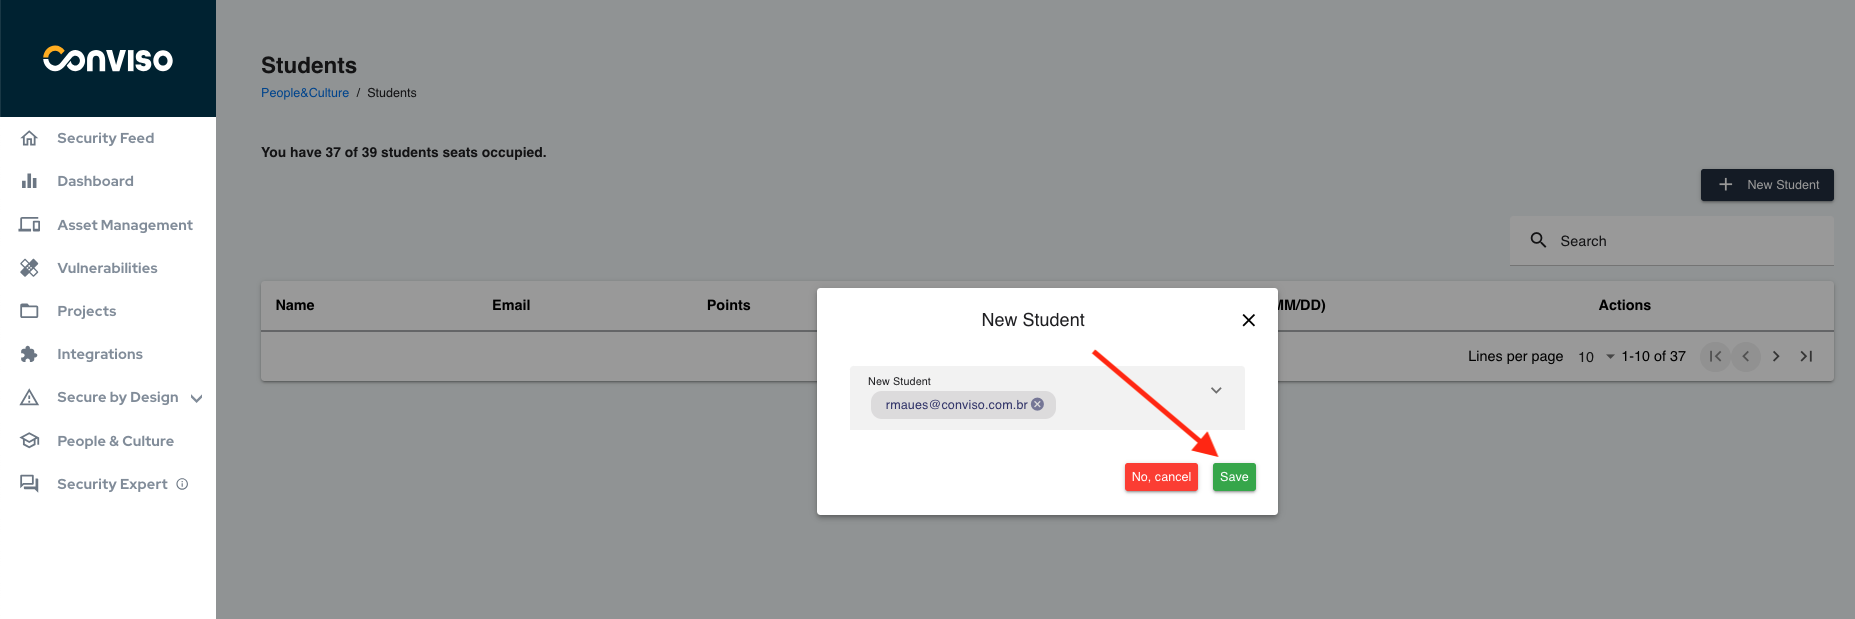 Conviso
Security Feed
Dashboard
Asset Management
Vulnerabilities
Projects
Integrations
Secure by Design
People & Culture
Security Expert
Students
People&Culture / Students
You have 37 of 39 students seats occupied.
+ New Student
Search
Name Email Points MM/DD) Actions
Lines per page 10 1-10 of 37
New Student
New Student
rmaues@conviso.com.br
No, cancel Save